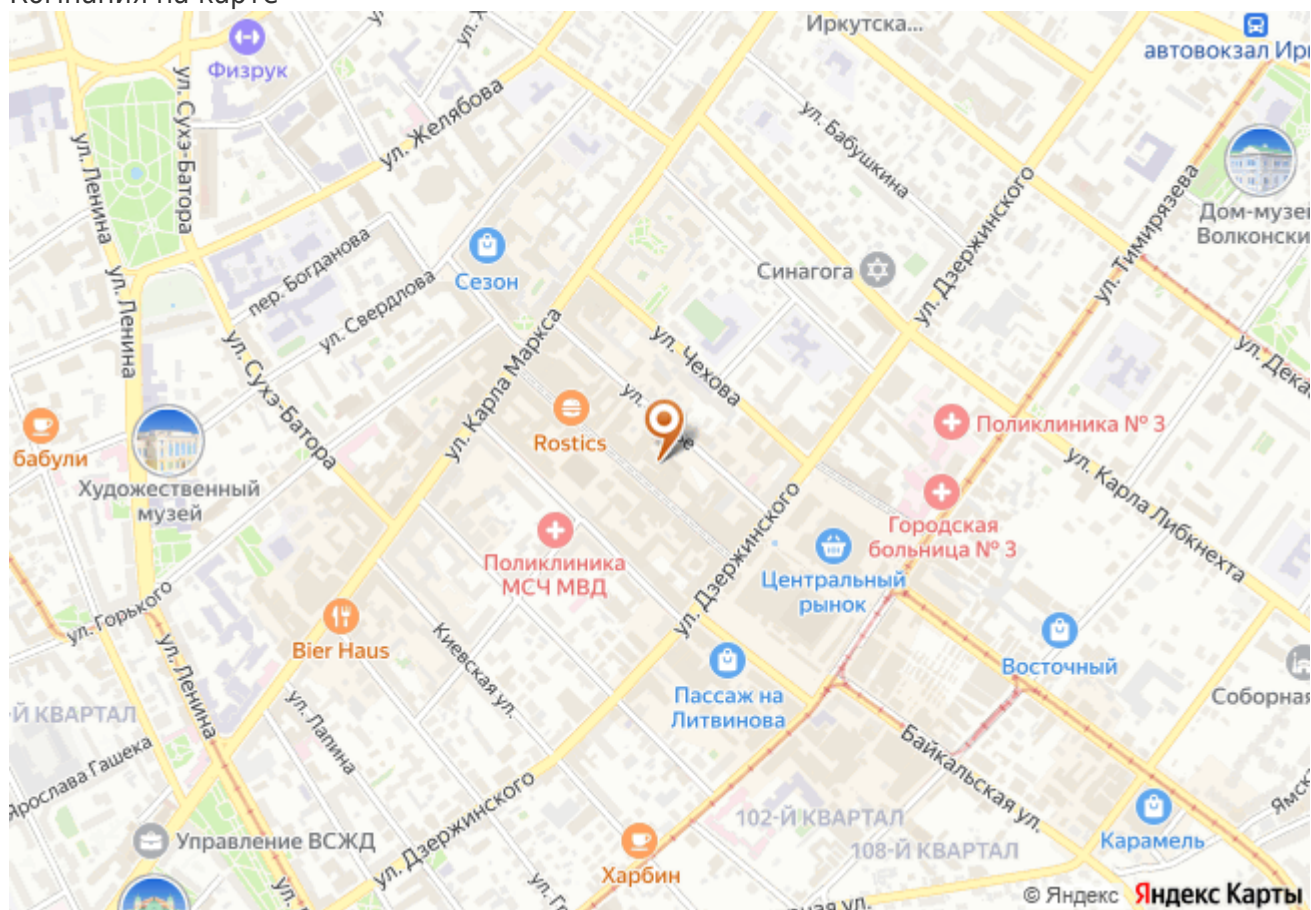 Компания на карте
Иркутска...
Физрук
автовокзал Ирк
ул. Сухэ-Батора
ул. Ленина
ул. Желябова
ул. Бабушкина
ул. Дзержинского
ул. Тимирязева
Дом-музей
Волконски
Синагога
пер. Богданова
Сезон
ул. Свердлова
ул. Ленина
ул. Карла Маркса
ул. Чехова
ул. Сухэ-Батора
Rostics
Поликлиника № 3
бабули
Художественный
музей
ул. Карла Либкнехта
Городская
больница № 3
Поликлиника
МСЧ МВД
Центральный
рынок
ул. Дзержинского
ул. Горького
Bier Haus
Киевская ул.
Восточный
Пассаж на
Литвинова
Соборная
ул. Ленина
-Й КВАРТАЛ
ул. Лапина
Ярослава Гашека
Байкальская ул.
102-Й КВАРТАЛ
108-Й КВАРТАЛ
Карамель
Управление ВСЖД
ул. Дзержинского
Харбин
© Яндекс Яндекс Карты